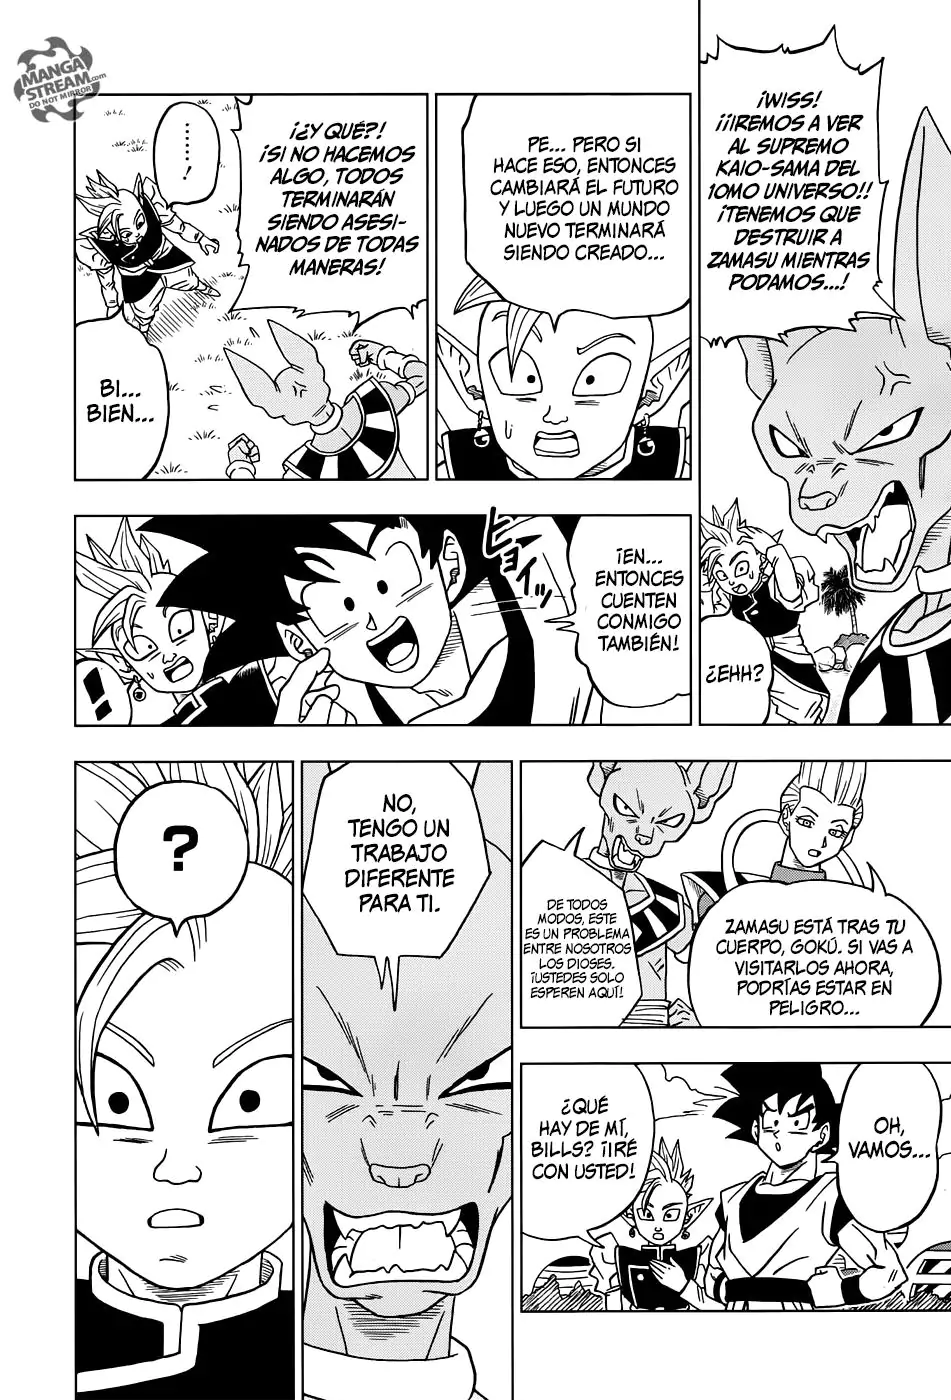 MANGA
STREAM.com
DO NOT MIRROR
¡WISS!
¡¡¡IREMOS A VER
AL SUPREMO
KAIO-SAMA DEL
10MO UNIVERSO!!
¡TENEMOS QUE
DESTRUIR A
ZAMASU MIENTRAS
PODAMOS...!
¿EHH?
PE... PERO SI
HACE ESO, ENTONCES
CAMBIARÁ EL FUTURO
Y LUEGO UN MUNDO
NUEVO TERMINARÁ
SIENDO CREADO...
¡¿Y QUÉ?!
¡SI NO HACEMOS
ALGO, TODOS
TERMINARÁN
SIENDO ASESI-
NADOS DE TODAS
MANERAS!
......!
BI...
BIEN...
¡EN...
ENTONCES
CUENTEN
CONMIGO
TAMBIÉN!
ヒョイッ
!!
DE TODOS
MODOS, ESTE
ES UN PROBLEMA
ENTRE NOSOTROS
LOS DIOSES.
¡USTEDES SOLO
ESPEREN AQUÍ!
ZAMASU ESTÁ TRAS TU
CUERPO, GOKÚ. SI VAS A
VISITARLOS AHORA,
PODRÍAS ESTAR EN
PELIGRO...
OH,
VAMOS...
¿QUÉ
HAY DE MÍ,
BILLS? ¡IRÉ
CON USTED!
NO,
TENGO UN
TRABAJO
DIFERENTE
PARA TI.
?